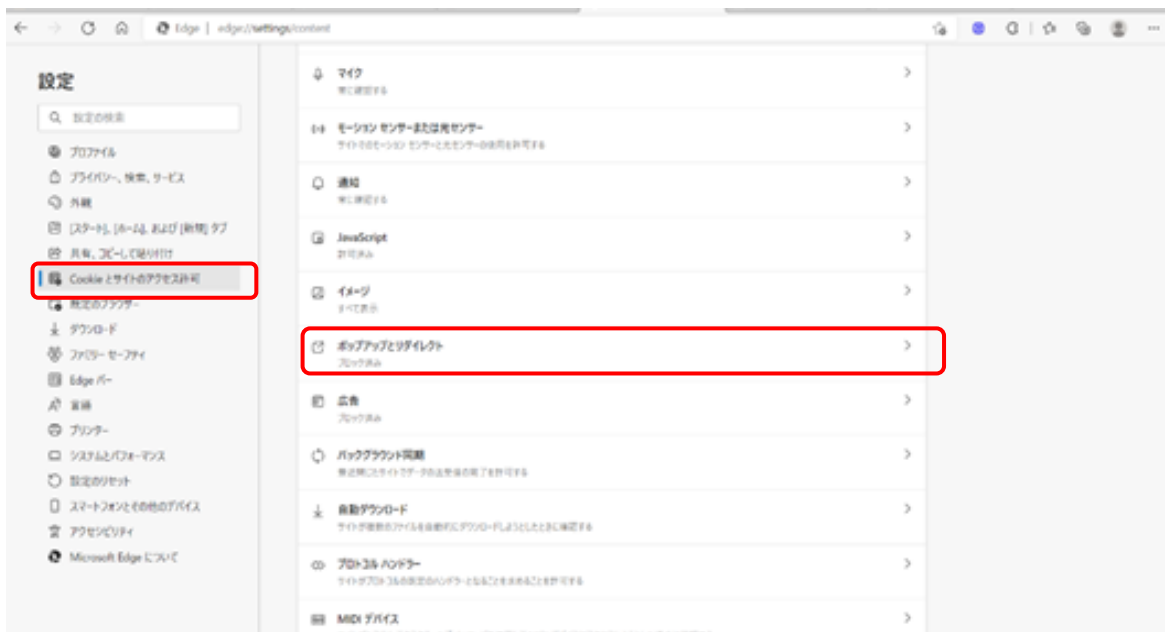 Edge | edge://settings/content
設定
設定の検索
プロファイル
プライバシー、検索、サービス
外観
[スタート]、[ホーム]、および [新規] タブ
共有、コピーして貼り付け
Cookie とサイトのアクセス許可
既定のブラウザー
ダウンロード
ファミリー セーフティ
Edge バー
言語
プリンター
システムとパフォーマンス
設定のリセット
スマートフォンとその他のデバイス
アクセシビリティ
Microsoft Edge について
マイク
常に確認する
モーション センサーまたは光センサー
サイトでのモーション センサーと光センサーの使用を許可する
通知
常に確認する
JavaScript
許可済み
イメージ
すべて表示
ポップアップとリダイレクト
ブロック済み
広告
ブロック済み
バックグラウンド同期
最近閉じたサイトでデータの送受信の完了を許可する
自動ダウンロード
サイトが複数のファイルを自動的にダウンロードしようとしたときに確認する
プロトコル ハンドラー
サイトがプロトコルの既定のハンドラーとなることを求めることを許可する
MIDI デバイス